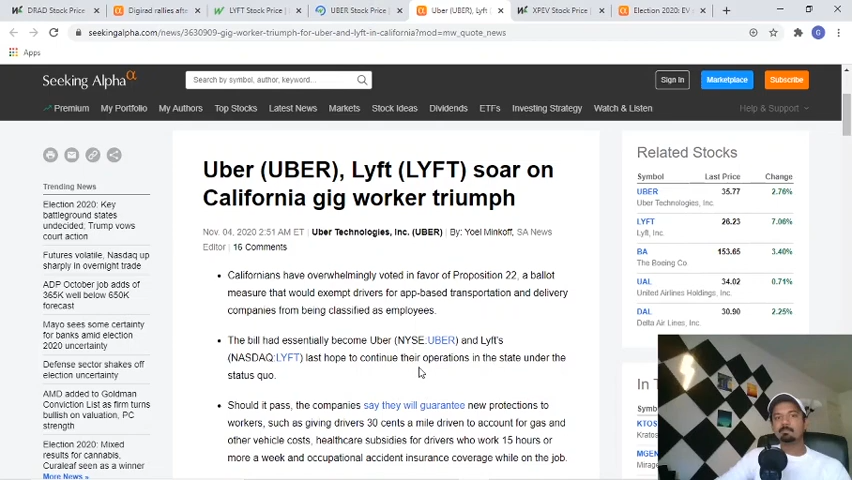 DRAD Stock Price
Digirad rallies after
LYFT Stock Price
UBER Stock Price
Uber (UBER), Lyft
XPEV Stock Price
Election 2020: EV
seekingalpha.com/news/3630909-gig-worker-triumph-for-uber-and-lyft-in-california?mod=mw_quote_news
Apps
Seeking Alpha α
Search by symbol, author, keyword...
Sign In
Marketplace
Subscribe
Premium
My Portfolio
My Authors
Top Stocks
Latest News
Markets
Stock Ideas
Dividends
ETFs
Investing Strategy
Watch & Listen
Help & Support
Trending News
Election 2020: Key
battleground states
undecided, Trump vows
court action
Futures volatile, Nasdaq up
sharply in overnight trade
ADP October job adds of
365K well below 650K
forecast
Mayo sees some certainty
for banks amid election
2020 uncertainty
Defense sector shakes off
election uncertainty
AMD added to Goldman
Conviction List as firm turns
bullish on valuation, PC
strength
Election 2020: Mixed
results for cannabis,
Curaleaf seen as a winner
More News »
Uber (UBER), Lyft (LYFT) soar on
California gig worker triumph
Nov. 04, 2020 2:51 AM ET | Uber Technologies, Inc. (UBER) | By: Yoel Minkoff, SA News
Editor | 16 Comments
• Californians have overwhelmingly voted in favor of Proposition 22, a ballot
measure that would exempt drivers for app-based transportation and delivery
companies from being classified as employees.
• The bill had essentially become Uber (NYSE:UBER) and Lyft's
(NASDAQ:LYFT) last hope to continue their operations in the state under the
status quo.
• Should it pass, the companies say they will guarantee new protections to
workers, such as giving drivers 30 cents a mile driven to account for gas and
other vehicle costs, healthcare subsidies for drivers who work 15 hours or
more a week and occupational accident insurance coverage while on the job.
Related Stocks
Symbol Last Price Change
UBER 35.77 2.76%
Uber Technologies, Inc.
LYFT 26.23 7.06%
Lyft, Inc.
BA 153.65 3.40%
The Boeing Co
UAL 34.02 0.71%
United Airlines Holdings, Inc.
DAL 30.90 2.25%
Delta Air Lines, Inc.
In T
KTOS
Kratos
MGEN
Mirage